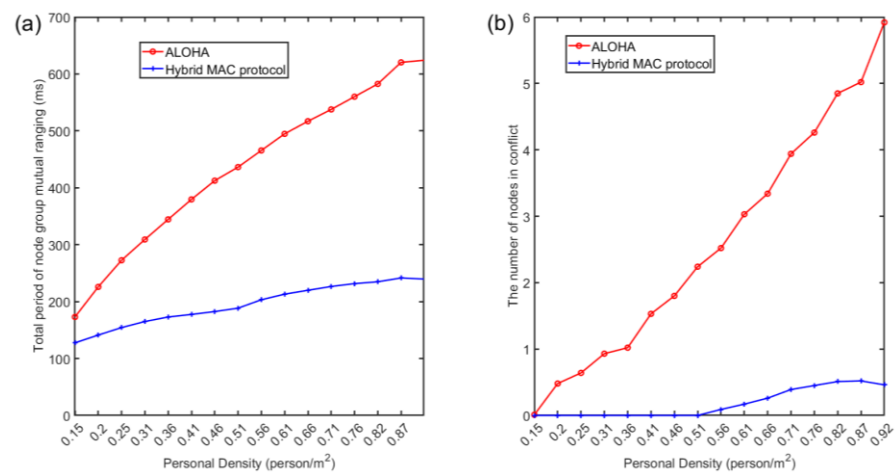 (a)
700
600
500
400
300
200
100
0
Total period of node group mutual ranging (ms)
ALOHA
Hybrid MAC protocol
0.15 0.2 0.25 0.31 0.36 0.41 0.46 0.51 0.56 0.61 0.66 0.71 0.76 0.82 0.87
Personal Density (person/m²)
(b)
6
5
4
3
2
1
0
The number of nodes in conflict
ALOHA
Hybrid MAC protocol
0.15 0.2 0.25 0.31 0.36 0.41 0.46 0.51 0.56 0.61 0.66 0.71 0.76 0.82 0.87 0.92
Personal Density (person/m²)